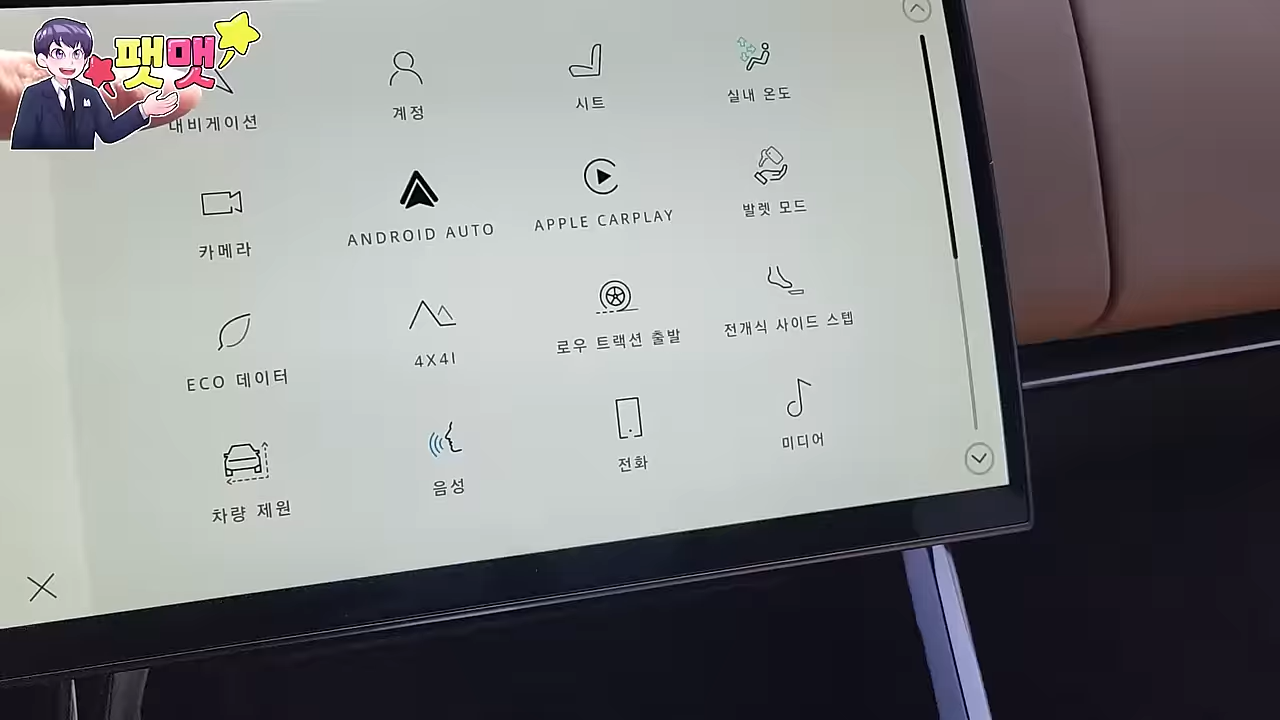 팻맷
내비게이션
계정
시트
실내 온도
카메라
ANDROID AUTO
APPLE CARPLAY
발렛 모드
ECO 데이터
4X4I
로우 트랙션 출발
전개식 사이드 스텝
차량 제원
음성
전화
미디어